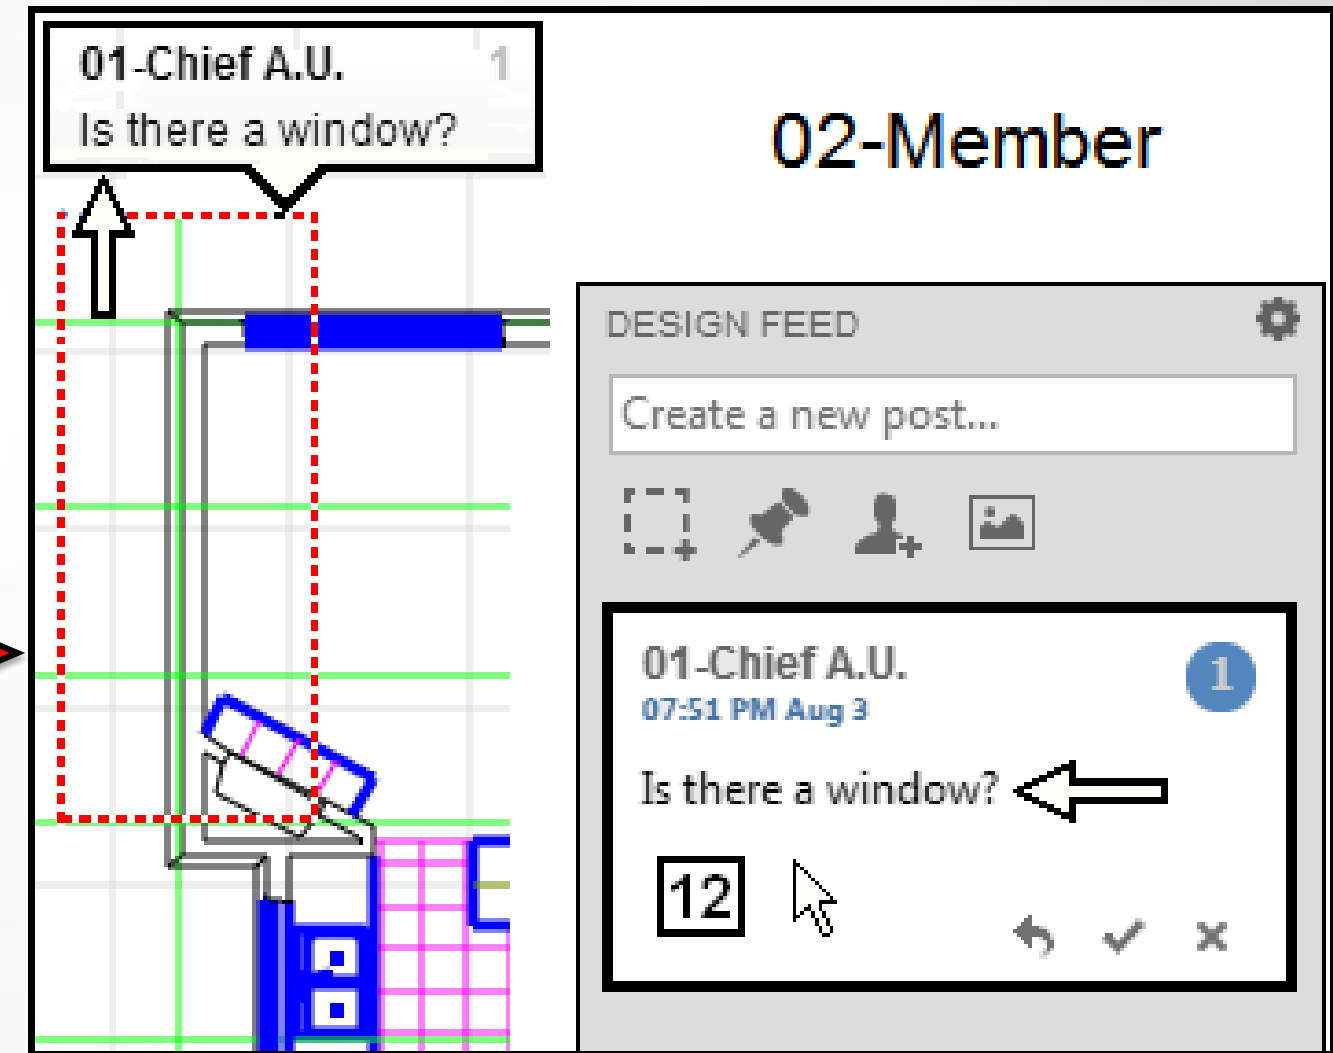 01-Chief A.U. 1
Is there a window?
02-Member
DESIGN FEED
Create a new post...
01-Chief A.U. 1
07:51 PM Aug 3
Is there a window?
12